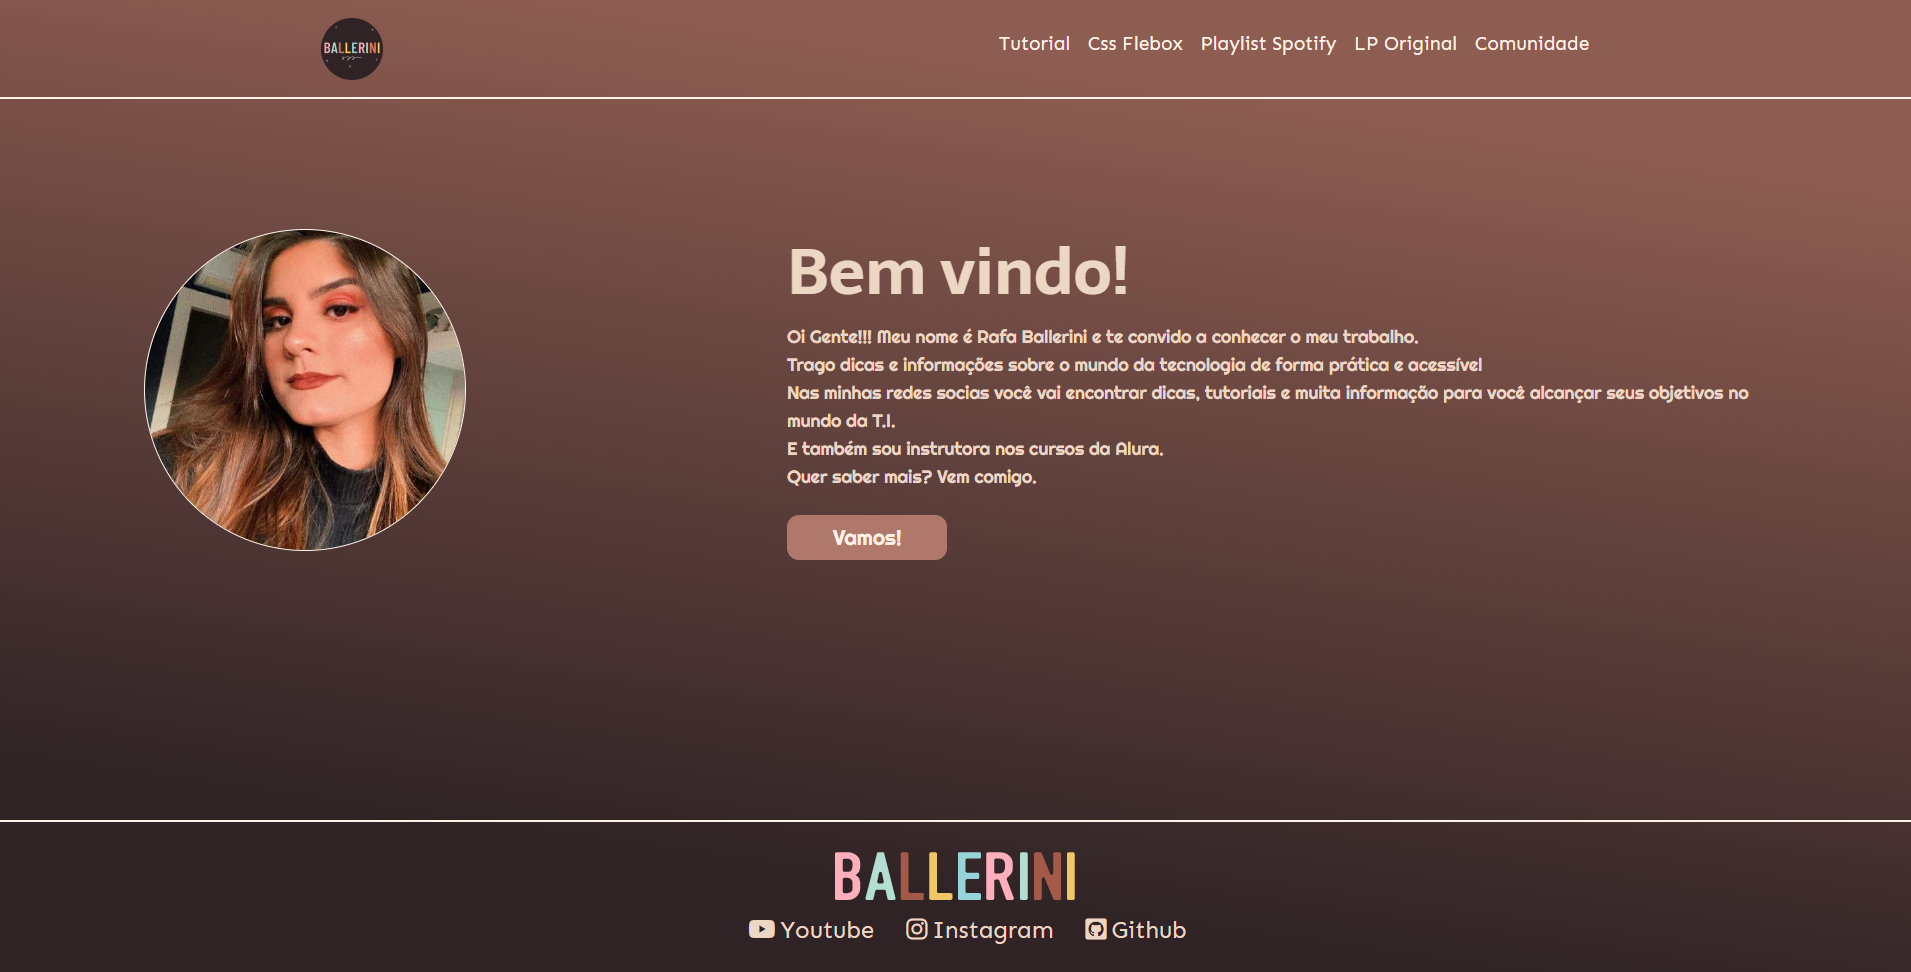 BALLERINI
Tutorial Css Flebox Playlist Spotify LP Original Comunidade
Bem vindo!
Oi Gente!!! Meu nome é Rafa Ballerini e te convido a conhecer o meu trabalho.
Trago dicas e informações sobre o mundo da tecnologia de forma prática e acessível
Nas minhas redes socias você vai encontrar dicas, tutoriais e muita informação para você alcançar seus objetivos no
mundo da T.I.
E também sou instrutora nos cursos da Alura.
Quer saber mais? Vem comigo.
Vamos!
BALLERINI
Youtube Instagram Github